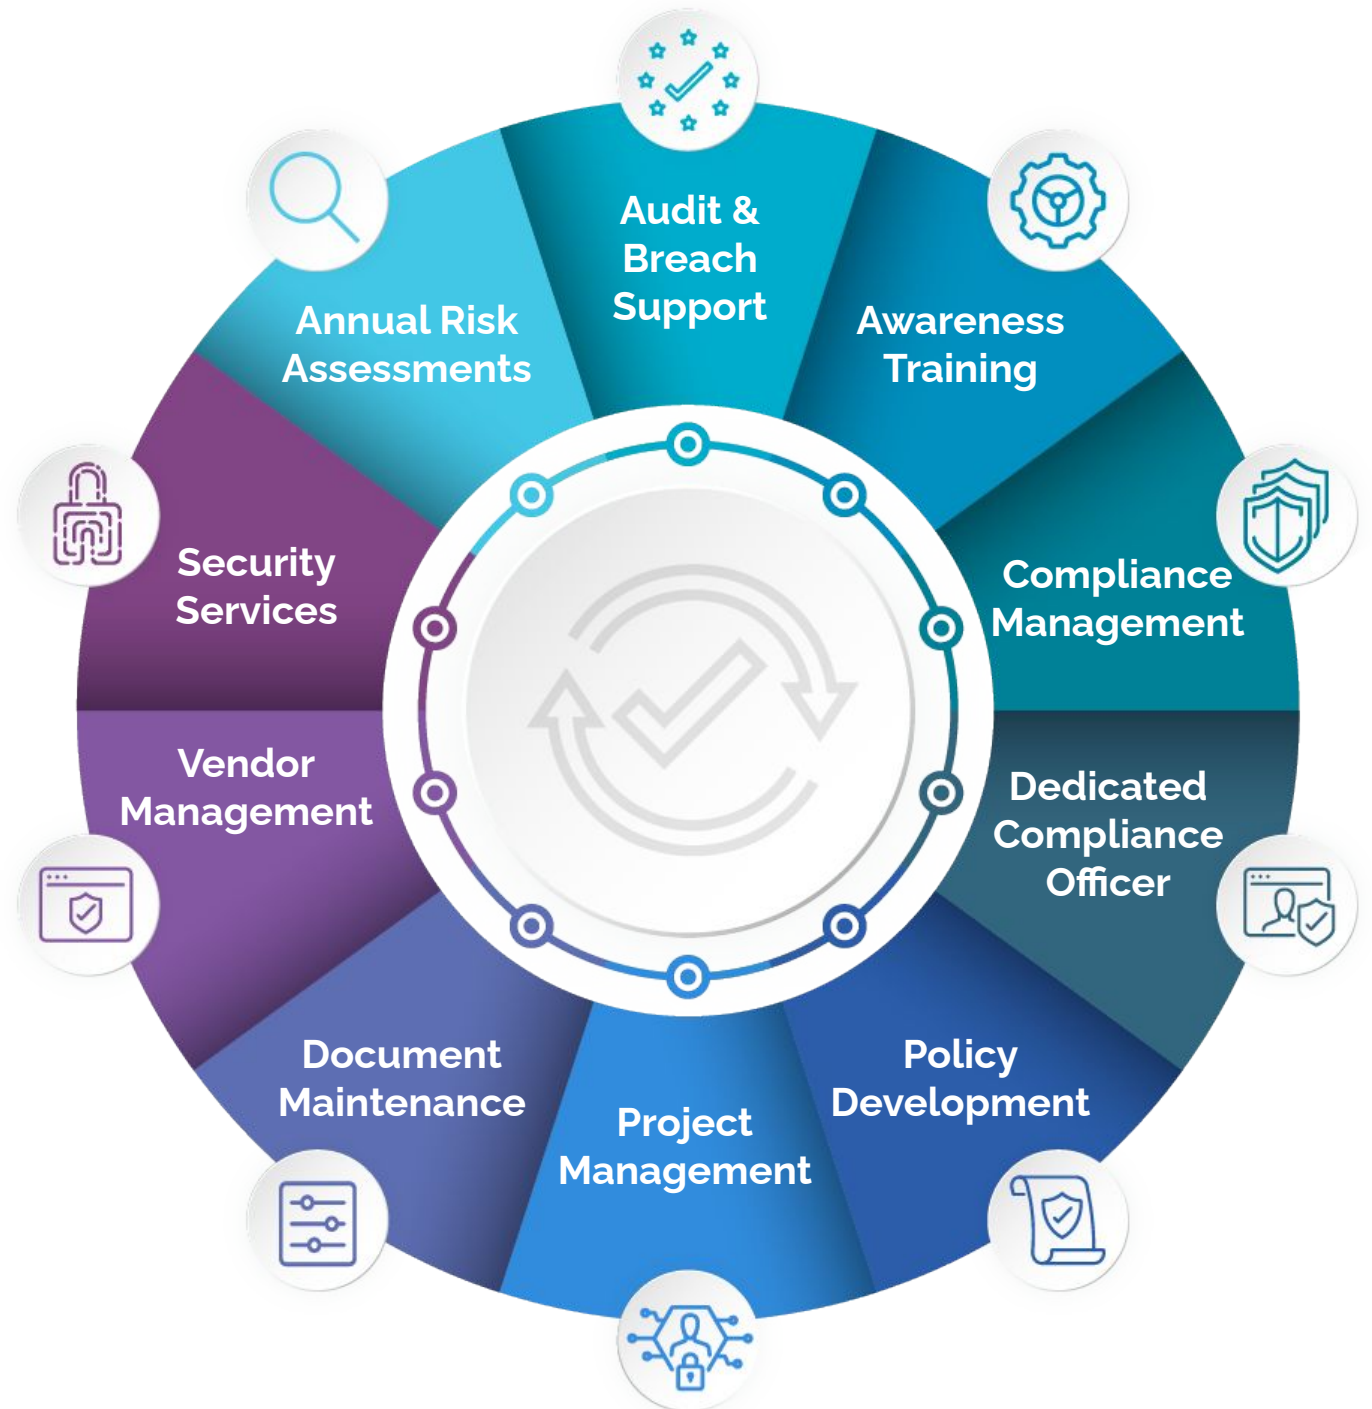 Audit &
Breach
Support
Awareness
Training
Compliance
Management
Dedicated
Compliance
Officer
Policy
Development
Project
Management
Document
Maintenance
Vendor
Management
Security
Services
Annual Risk
Assessments